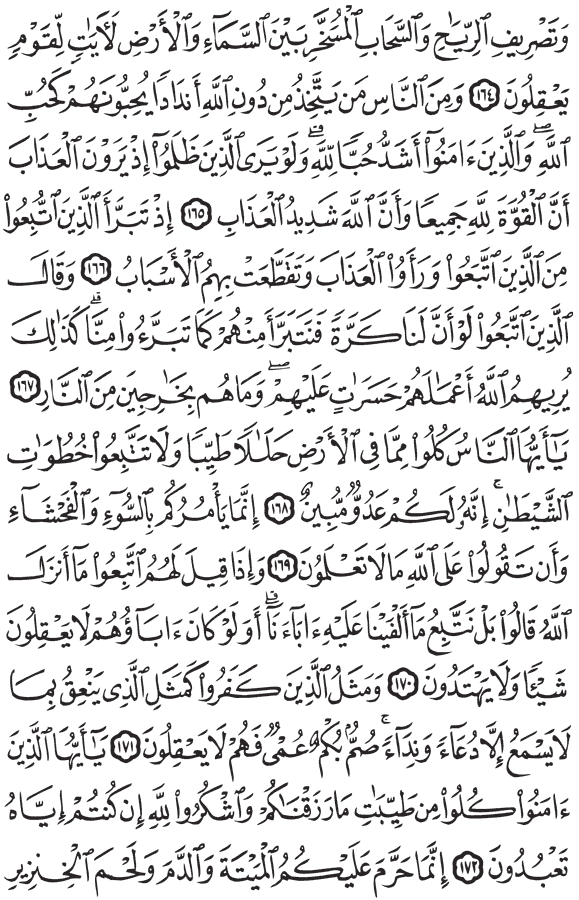 وَتَصْرِيفِ ٱلرِّيَٰحِ وَٱلسَّحَابِ ٱلْمُسَخَّرِ بَيْنَ ٱلسَّمَآءِ وَٱلْأَرْضِ لَأٓيَٰتٍ لِّقَوْمٍ
يَعْقِلُونَ ١٦٤ وَمِنَ ٱلنَّاسِ مَن يَتَّخِذُ مِن دُونِ ٱللَّهِ أَندَادًا يُحِبُّونَهُمْ كَحُبِّ
ٱللَّهِۖ وَٱلَّذِينَ ءَامَنُوٓا۟ أَشَدُّ حُبًّا لِّلَّهِۗ وَلَوْ يَرَى ٱلَّذِينَ ظَلَمُوٓا۟ إِذْ يَرَوْنَ ٱلْعَذَابَ
أَنَّ ٱلْقُوَّةَ لِلَّهِ جَمِيعًا وَأَنَّ ٱللَّهَ شَدِيدُ ٱلْعَذَابِ ١٦٥ إِذْ تَبَرَّأَ ٱلَّذِينَ ٱتُّبِعُوا۟
مِنَ ٱلَّذِينَ ٱتَّبَعُوا۟ وَرَأَوُا۟ ٱلْعَذَابَ وَتَقَطَّعَتْ بِهِمُ ٱلْأَسْبَابُ ١٦٦ وَقَالَ
ٱلَّذِينَ ٱتَّبَعُوا۟ لَوْ أَنَّ لَنَا كَرَّةً فَنَتَبَرَّأَ مِنْهُمْ كَمَا تَبَرَّءُوا۟ مِنَّاۗ كَذَٰلِكَ
يُرِيهِمُ ٱللَّهُ أَعْمَٰلَهُمْ حَسَرَٰتٍ عَلَيْهِمْۖ وَمَا هُم بِخَٰرِجِينَ مِنَ ٱلنَّارِ ١٦٧
يَٰٓأَيُّهَا ٱلنَّاسُ كُلُوا۟ مِمَّا فِى ٱلْأَرْضِ حَلَٰلًا طَيِّبًا وَلَا تَتَّبِعُوا۟ خُطُوَٰتِ
ٱلشَّيْطَٰنِۚ إِنَّهُۥ لَكُمْ عَدُوٌّ مُّبِينٌ ١٦٨ إِنَّمَا يَأْمُرُكُم بِٱلسُّوٓءِ وَٱلْفَحْشَآءِ
وَأَن تَقُولُوا۟ عَلَى ٱللَّهِ مَا لَا تَعْلَمُونَ ١٦٩ وَإِذَا قِيلَ لَهُمُ ٱتَّبِعُوا۟ مَآ أَنزَلَ
ٱللَّهُ قَالُوا۟ بَلْ نَتَّبِعُ مَآ أَلْفَيْنَا عَلَيْهِ ءَابَآءَنَآۗ أَوَلَوْ كَانَ ءَابَآؤُهُمْ لَا يَعْقِلُونَ
شَيْـًٔا وَلَا يَهْتَدُونَ ١٧٠ وَمَثَلُ ٱلَّذِينَ كَفَرُوا۟ كَمَثَلِ ٱلَّذِى يَنْعِقُ بِمَا
لَا يَسْمَعُ إِلَّا دُعَآءً وَنِدَآءًۚ صُمٌّۢ بُكْمٌ عُمْىٌ فَهُمْ لَا يَعْقِلُونَ ١٧١ يَٰٓأَيُّهَا ٱلَّذِينَ
ءَامَنُوا۟ كُلُوا۟ مِن طَيِّبَٰتِ مَا رَزَقْنَٰكُمْ وَٱشْكُرُوا۟ لِلَّهِ إِن كُنتُمْ إِيَّاهُ
تَعْبُدُونَ ١٧٢ إِنَّمَا حَرَّمَ عَلَيْكُمُ ٱلْمَيْتَةَ وَٱلدَّمَ وَلَحْمَ ٱلْخِنزِيرِ